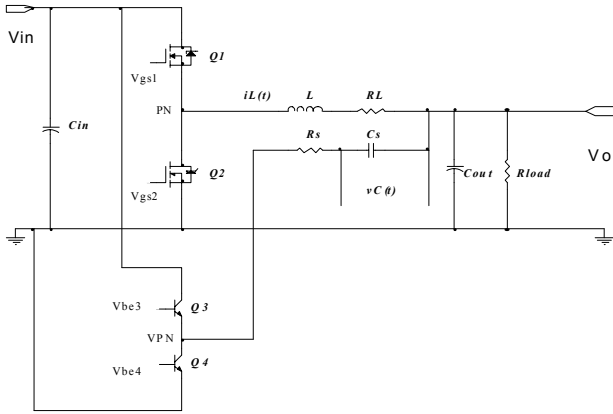 Vin
Q1
Vgs1
PN
iL(t)
L
RL
Cin
Rs
Cs
Vo
Q2
Cout
Rload
Vgs2
vC(t)
Vbe3
Q3
VPN
Vbe4
Q4